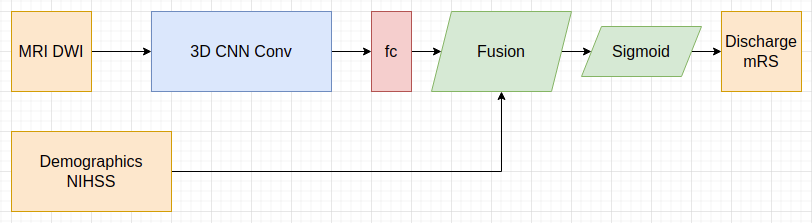 MRI DWI
3D CNN Conv
fc
Fusion
Sigmoid
Discharge
mRS
Demographics
NIHSS